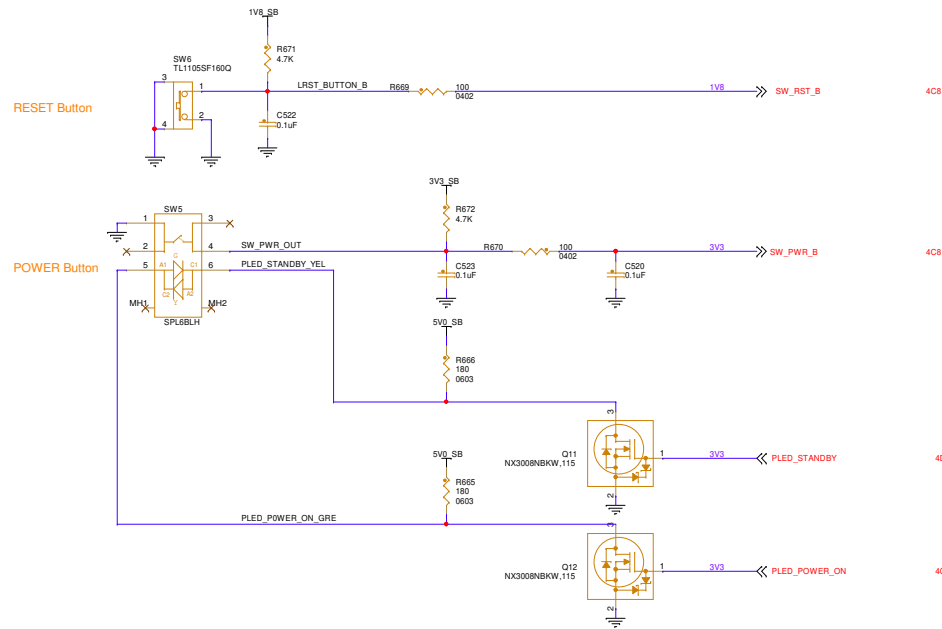 1V8_SB
R671
4.7K
SW6
TL1105SF160Q
3
1
LRST_BUTTON_B
R669
100
0402
1V8
SW_RST_B
4C8
RESET Button
2
4
C522
0.1uF
3V3_SB
R672
4.7K
SW5
1
3
SW_PWR_OUT
R670
100
0402
3V3
SW_PWR_B
4C8
2
4
G
POWER Button
5
A1
C1
6
PLED_STANDBY_YEL
C523
0.1uF
C520
0.1uF
C2
A2
Y
MH1
MH2
SPL6BLH
5V0_SB
R666
180
0603
3
Q11
NX3008NBKW,115
1
3V3
PLED_STANDBY
2
5V0_SB
R665
180
0603
PLED_P0WER_ON_GRE
3
Q12
NX3008NBKW,115
1
3V3
PLED_POWER_ON
2